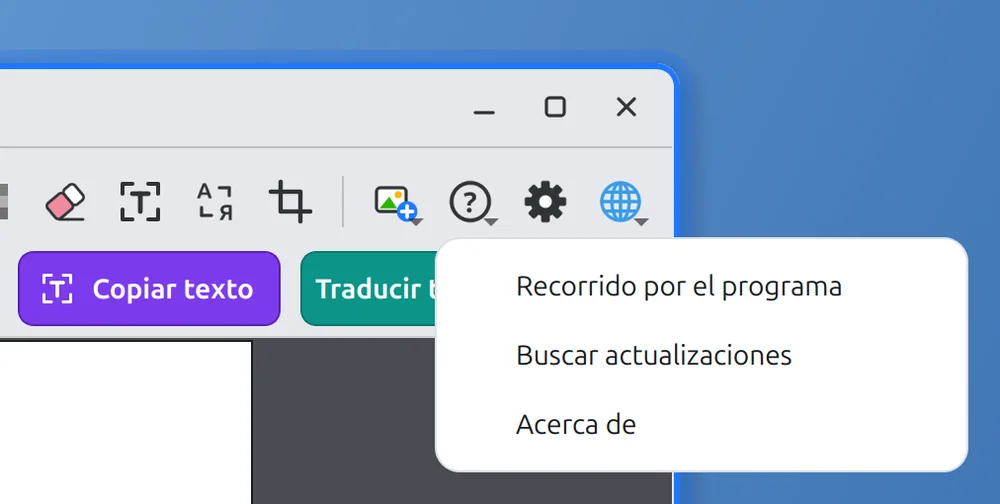 Copiar texto
Traducir
Recorrido por el programa
Buscar actualizaciones
Acerca de